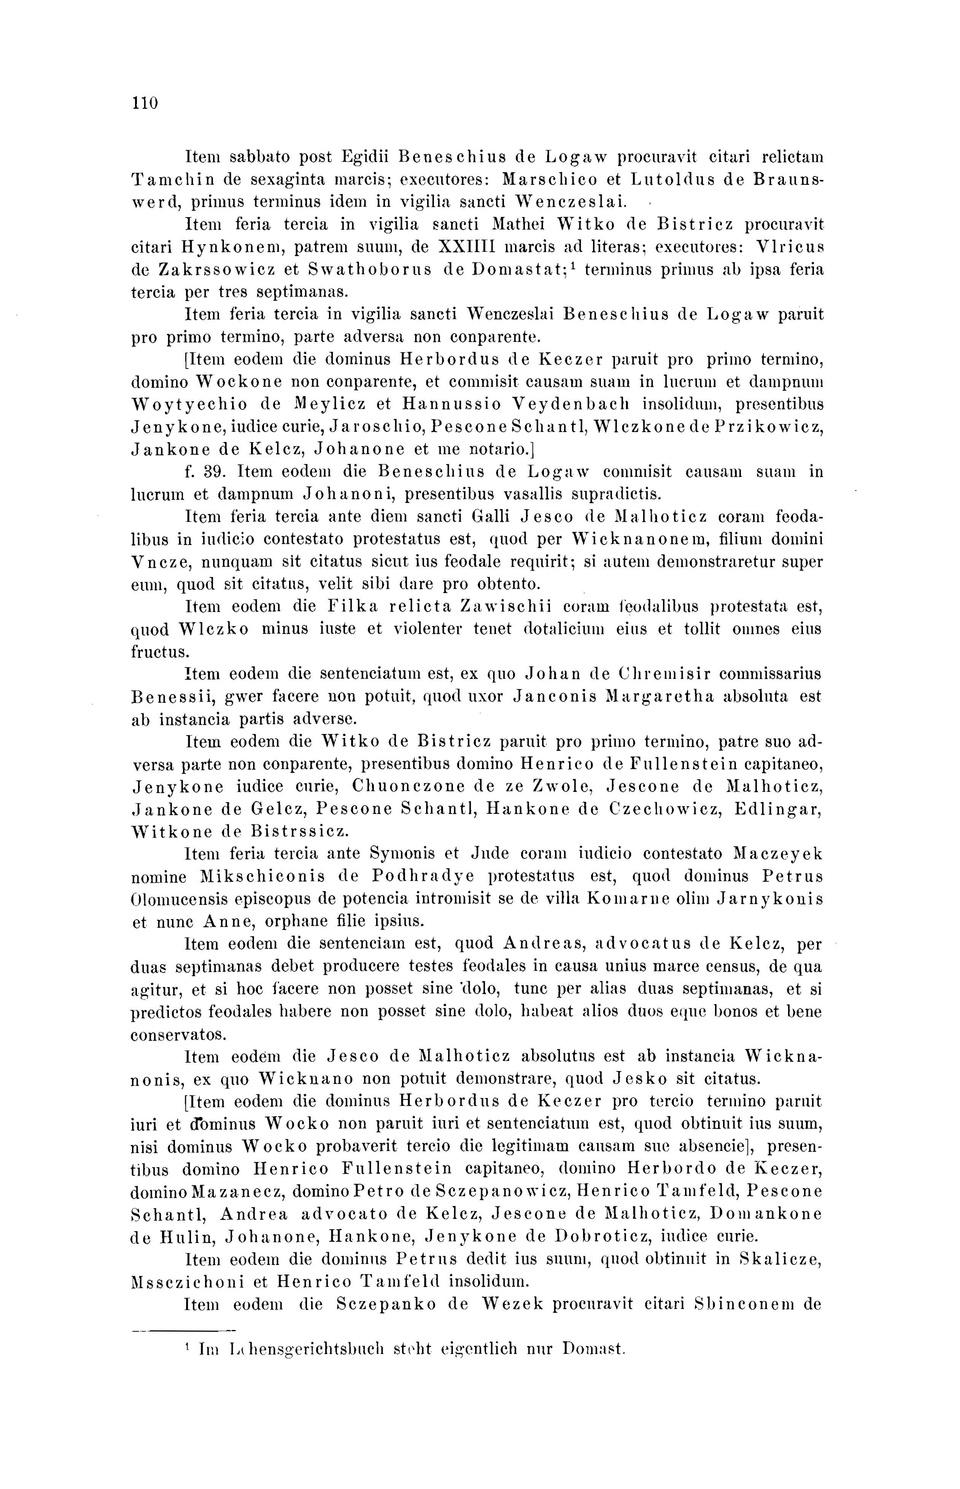 110
Item sabbato post Egidii Beneschius de Logaw procuravit citari relictam
Tamchin de sexaginta marcis; executores: Marschico et Lutoldus de Brauns-
werd, primus terminus idem in vigilia sancti Wenczeslai.
Item feria tercia in vigilia sancti Mathei Witko de Bistricz procuravit
citari Hynkonem, patrem suum, de XXIIII marcis ad literas; executores: Vlricus
de Zakrssowicz et Swathoborus de Domastat;¹ terminus primus ab ipsa feria
tercia per tres septimanas.
Item feria tercia in vigilia sancti Wenczeslai Beneschius de Logaw paruit
pro primo termino, parte adversa non conparente.
[Item eodem die dominus Herbordus de Keczer paruit pro primo termino,
domino Wockone non conparente, et commisit causam suam in lucrum et dampnum
Woytyechio de Meylicz et Hannussio Veydenbach insolidum, presentibus
Jenykone, iudice curie, Jaroschio, Pescone Schantl, Wlczkone de Przikowicz,
Jankone de Kelcz, Johanone et me notario.]
f. 39. Item eodem die Beneschius de Logaw commisit causam suam in
lucrum et dampnum Johanoni, presentibus vasallis supradictis.
Item feria tercia ante diem sancti Galli Jesco de Malhoticz coram feoda-
libus in iudicio contestato protestatus est, quod per Wicknanonem, filium domini
Vncze, nunquam sit citatus sicut ius feodale requirit; si autem demonstraretur super
eum, quod sit citatus, velit sibi dare pro obtento.
Item eodem die Filka relicta Zawischii coram feodalibus protestata est,
quod Wlczko minus iuste et violenter tenet dotalicium eius et tollit omnes eius
fructus.
Item eodem die sentenciatum est, ex quo Johan de Chremisir commissarius
Benessii, gwer facere non potuit, quod uxor Janconis Margaretha absoluta est
ab instancia partis adverse.
Item eodem die Witko de Bistricz paruit pro primo termino, patre suo ad-
versa parte non conparente, presentibus domino Henrico de Fullenstein capitaneo,
Jenykone iudice curie, Chuonczone de ze Zwole, Jescone de Malhoticz,
Jankone de Gelcz, Pescone Schantl, Hankone de Czechowicz, Edlingar,
Witkone de Bistrssicz.
Item feria tercia ante Symonis et Jude coram iudicio contestato Maczeyek
nomine Mikschiconis de Podhradye protestatus est, quod dominus Petrus
Olomucensis episcopus de potencia intromisit se de villa Komarne olim Jarnykonis
et nunc Anne, orphane filie ipsius.
Item eodem die sentenciam est, quod Andreas, advocatus de Kelcz, per
duas septimanas debet producere testes feodales in causa unius marce census, de qua
agitur, et si hoc facere non posset sine dolo, tunc per alias duas septimanas, et si
predictos feodales habere non posset sine dolo, habeat alios duos eque bonos et bene
conservatos.
Item eodem die Jesco de Malhoticz absolutus est ab instancia Wickna-
nonis, ex quo Wicknano non potuit demonstrare, quod Jesko sit citatus.
[Item eodem die dominus Herbordus de Keczer pro tercio termino paruit
iuri et dominus Wocko non paruit iuri et sentenciatum est, quod obtinuit ius suum,
nisi dominus Wocko probaverit tercio die legitimam causam sue absencie], presen-
tibus domino Henrico Fullenstein capitaneo, domino Herbordo de Keczer,
domino Mazanecz, domino Petro de Sczepanowicz, Henrico Tamfeld, Pescone
Schantl, Andrea advocato de Kelcz, Jescone de Malhoticz, Domankone
de Hulin, Johanone, Hankone, Jenykone de Dobroticz, iudice curie.
Item eodem die dominus Petrus dedit ius suum, quod obtinuit in Skalicze,
Mssczichoni et Henrico Tamfeld insolidum.
Item eodem die Sczepanko de Wezek procuravit citari Sbinconem de
¹ Im Lehensgerichtsbuch steht eigentlich nur Domast.